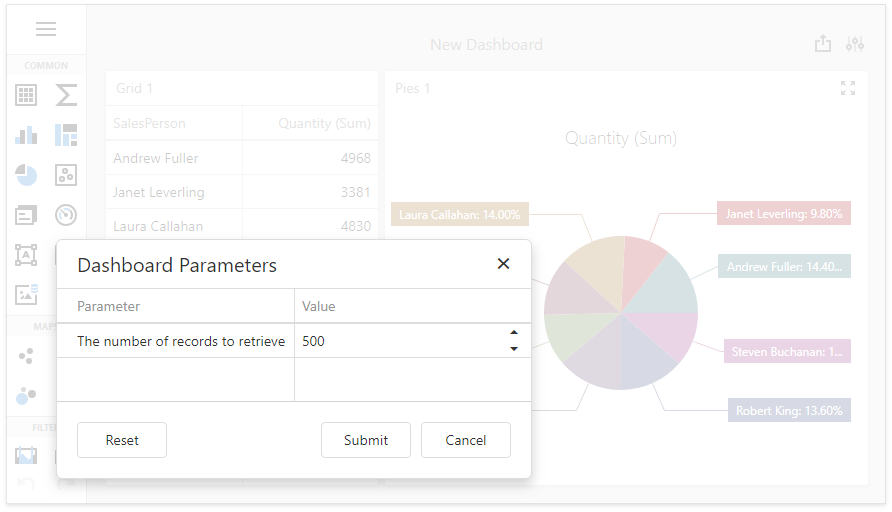 New Dashboard
COMMON
Grid 1
Pies 1
SalesPerson Quantity (Sum)
Quantity (Sum)
Andrew Fuller 4968
Janet Leverling 3381
Laura Callahan 4830
Laura Callahan: 14.00%
Janet Leverling: 9.80%
Andrew Fuller: 14.40...
Steven Buchanan: 1...
Robert King: 13.60%
MAPS
FILTER
Dashboard Parameters
Parameter Value
The number of records to retrieve 500
Reset Submit Cancel